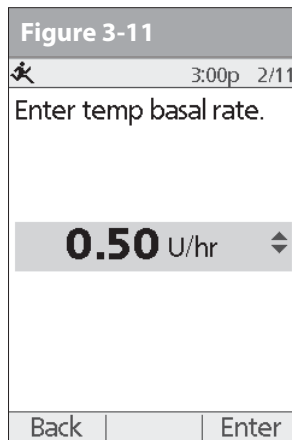 Figure 3-11
3:00p 2/11
Enter temp basal rate.
0.50 U/hr
Back Enter